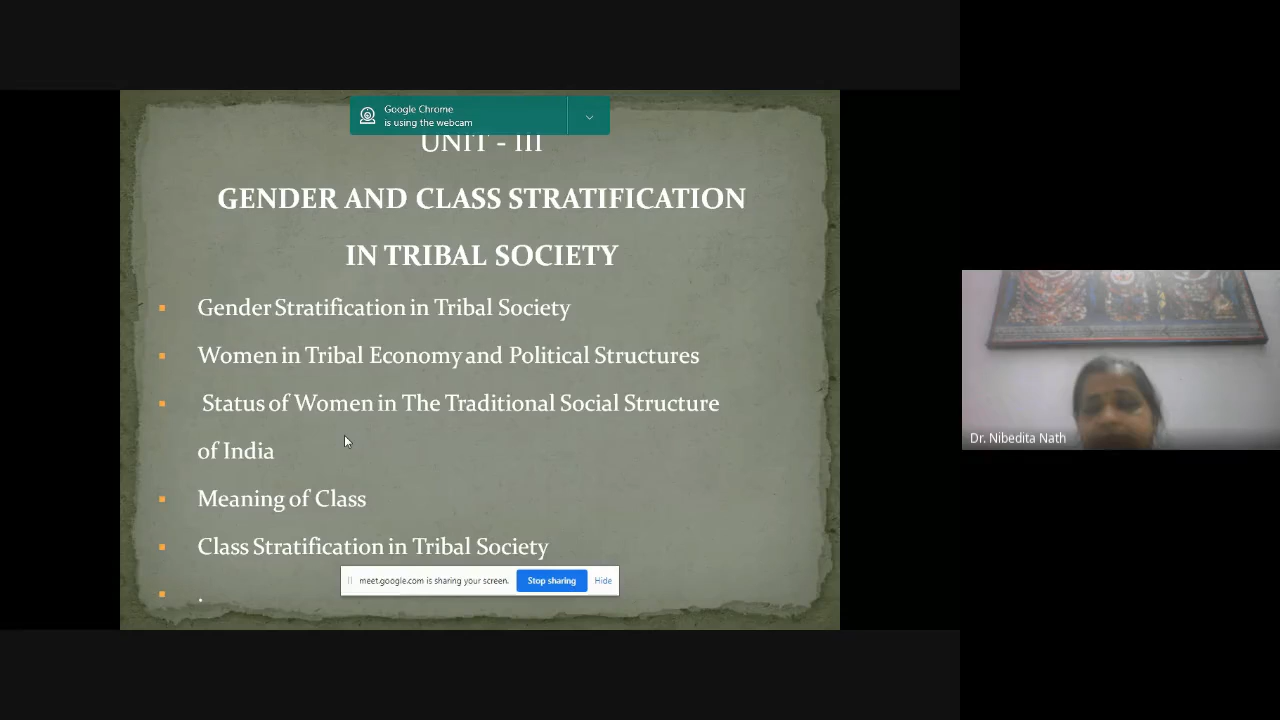 Google Chrome
is using the webcam
UNIT - III
GENDER AND CLASS STRATIFICATION
IN TRIBAL SOCIETY
Gender Stratification in Tribal Society
Women in Tribal Economy and Political Structures
Status of Women in The Traditional Social Structure
of India
Meaning of Class
Class Stratification in Tribal Society
.
meet.google.com is sharing your screen. Stop sharing Hide
Dr. Nibedita Nath